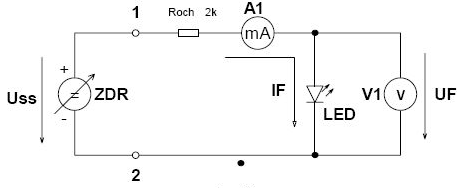 1
Roch 2k
A1
mA
+
Uss
=
ZDR
-
IF
LED
V1
V
UF
2